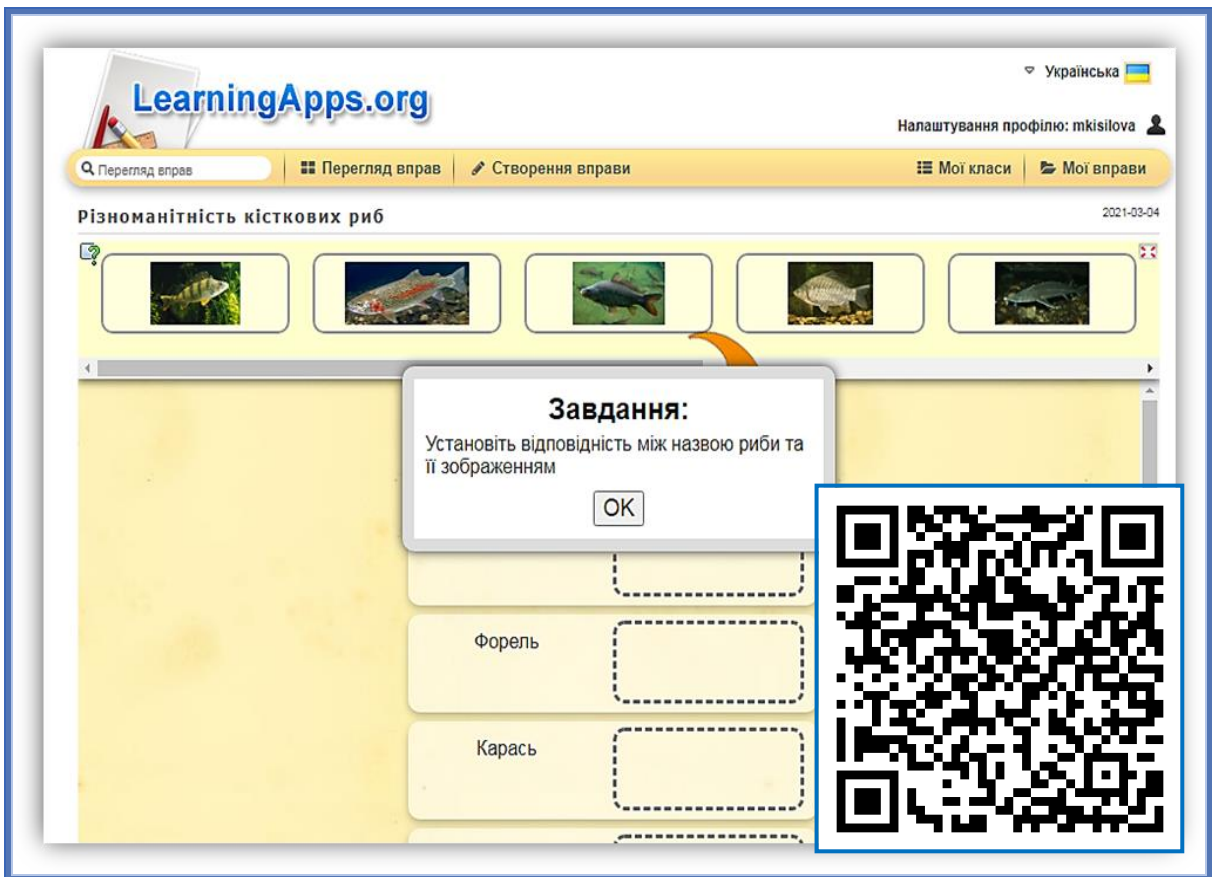 LearningApps.org
Українська
Налаштування профілю: mkisilova
Перегляд вправ
Перегляд вправ
Створення вправи
Мої класи
Мої вправи
Різноманітність кісткових риб
2021-03-04
Завдання:
Установіть відповідність між назвою риби та
її зображенням
OK
Форель
Карась